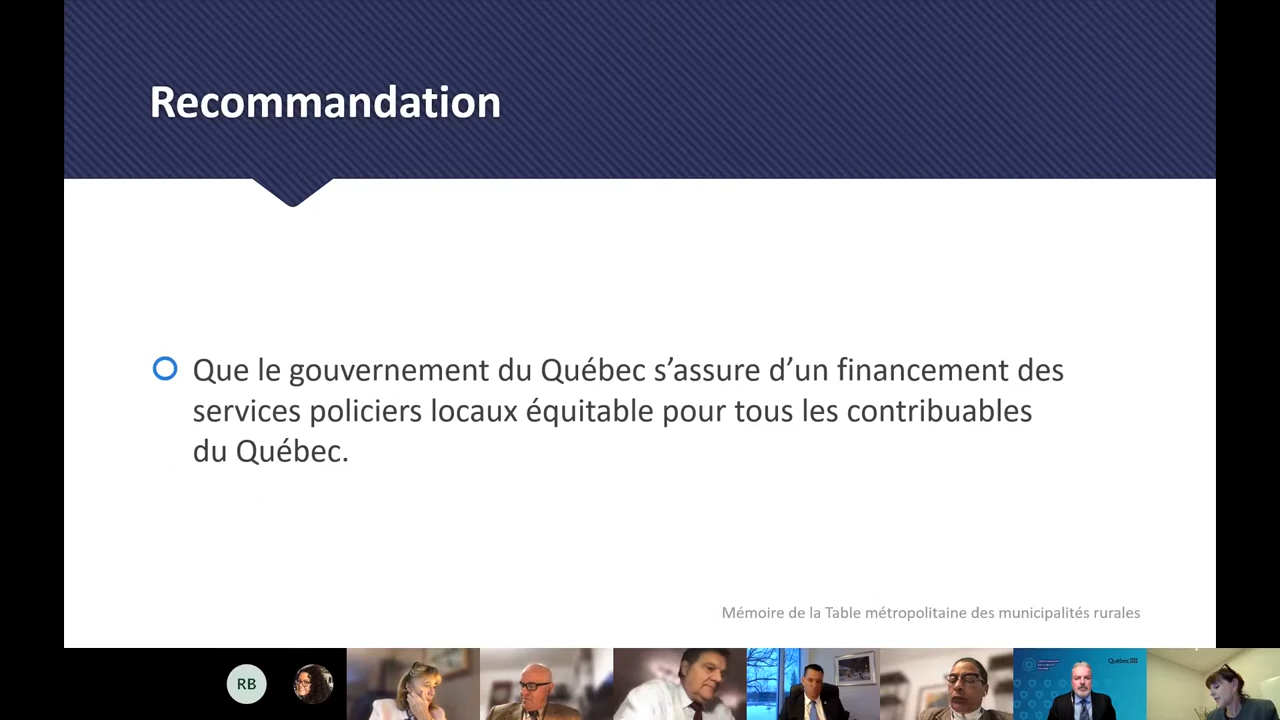 Recommandation
Que le gouvernement du Québec s’assure d’un financement des
services policiers locaux équitable pour tous les contribuables
du Québec.
Mémoire de la Table métropolitaine des municipalités rurales
RB
Québec